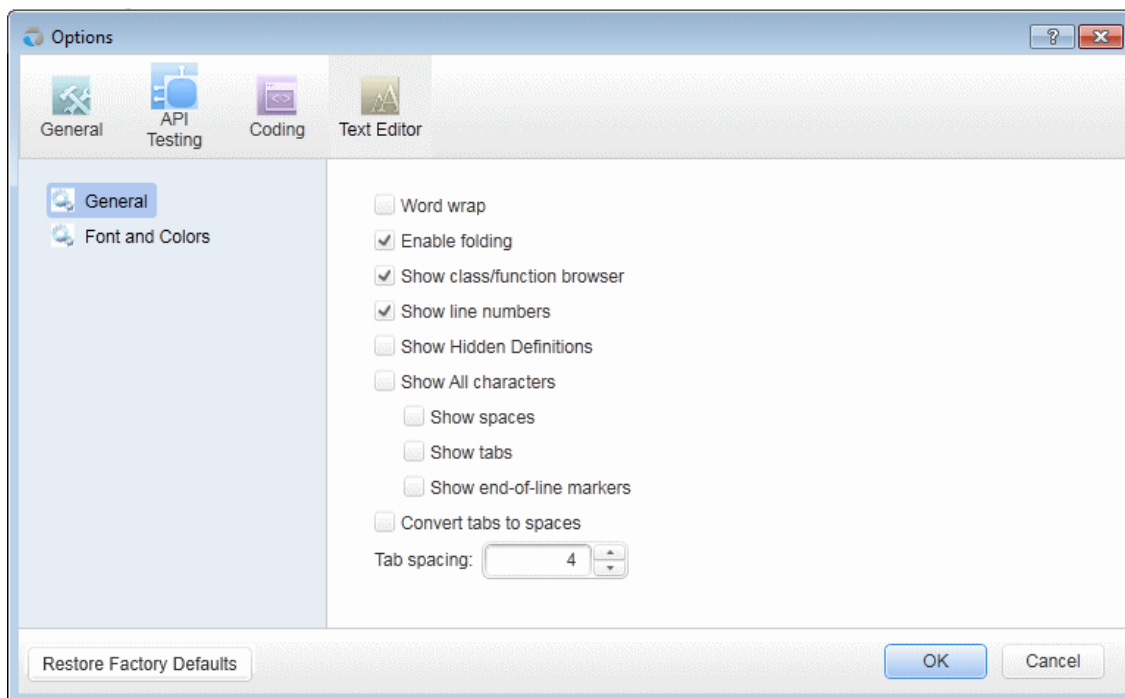 Options
General
API
Testing
Coding
Text Editor
General
Font and Colors
Word wrap
Enable folding
Show class/function browser
Show line numbers
Show Hidden Definitions
Show All characters
Show spaces
Show tabs
Show end-of-line markers
Convert tabs to spaces
Tab spacing: 4
Restore Factory Defaults
OK
Cancel